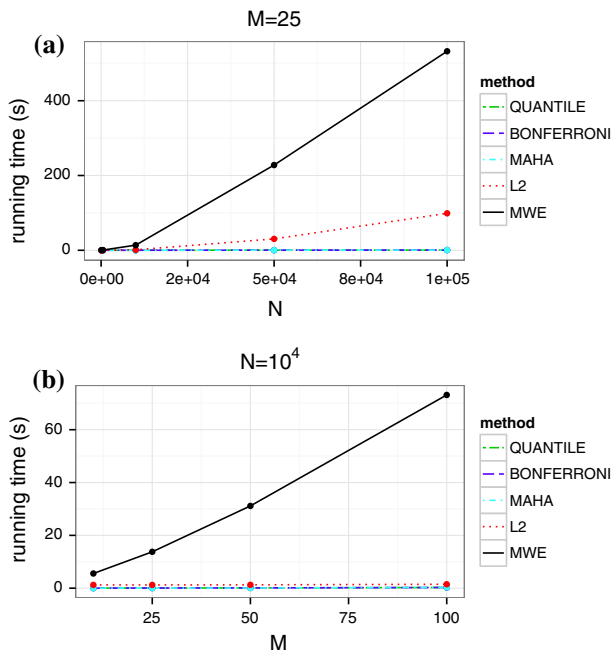 M=25
(a)
running time (s)
400
200
0
0e+00 2e+04 5e+04 8e+04 1e+05
N
method
QUANTILE
BONFERRONI
MAHA
L2
MWE
N=10⁴
(b)
running time (s)
60
40
20
0
25 50 75 100
M
method
QUANTILE
BONFERRONI
MAHA
L2
MWE